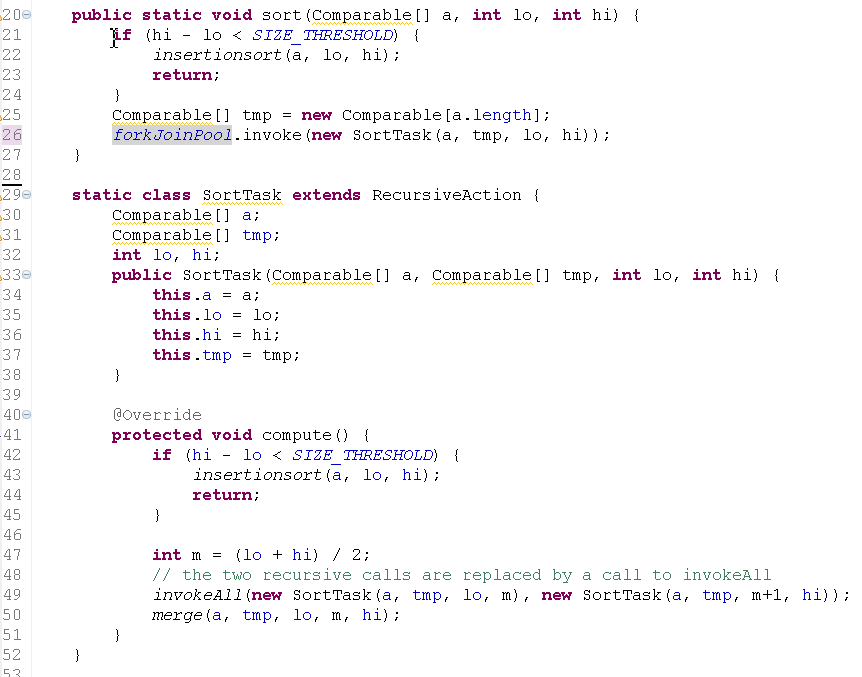 20 public static void sort(Comparable[] a, int lo, int hi) {
21 if (hi - lo < SIZE_THRESHOLD) {
22 insertionsort(a, lo, hi);
23 return;
24 }
25 Comparable[] tmp = new Comparable[a.length];
26 forkJoinPool.invoke(new SortTask(a, tmp, lo, hi));
27 }
28
29 static class SortTask extends RecursiveAction {
30 Comparable[] a;
31 Comparable[] tmp;
32 int lo, hi;
33 public SortTask(Comparable[] a, Comparable[] tmp, int lo, int hi) {
34 this.a = a;
35 this.lo = lo;
36 this.hi = hi;
37 this.tmp = tmp;
38 }
39
40 @Override
41 protected void compute() {
42 if (hi - lo < SIZE_THRESHOLD) {
43 insertionsort(a, lo, hi);
44 return;
45 }
46
47 int m = (lo + hi) / 2;
48 // the two recursive calls are replaced by a call to invokeAll
49 invokeAll(new SortTask(a, tmp, lo, m), new SortTask(a, tmp, m+1, hi));
50 merge(a, tmp, lo, m, hi);
51 }
52 }
53